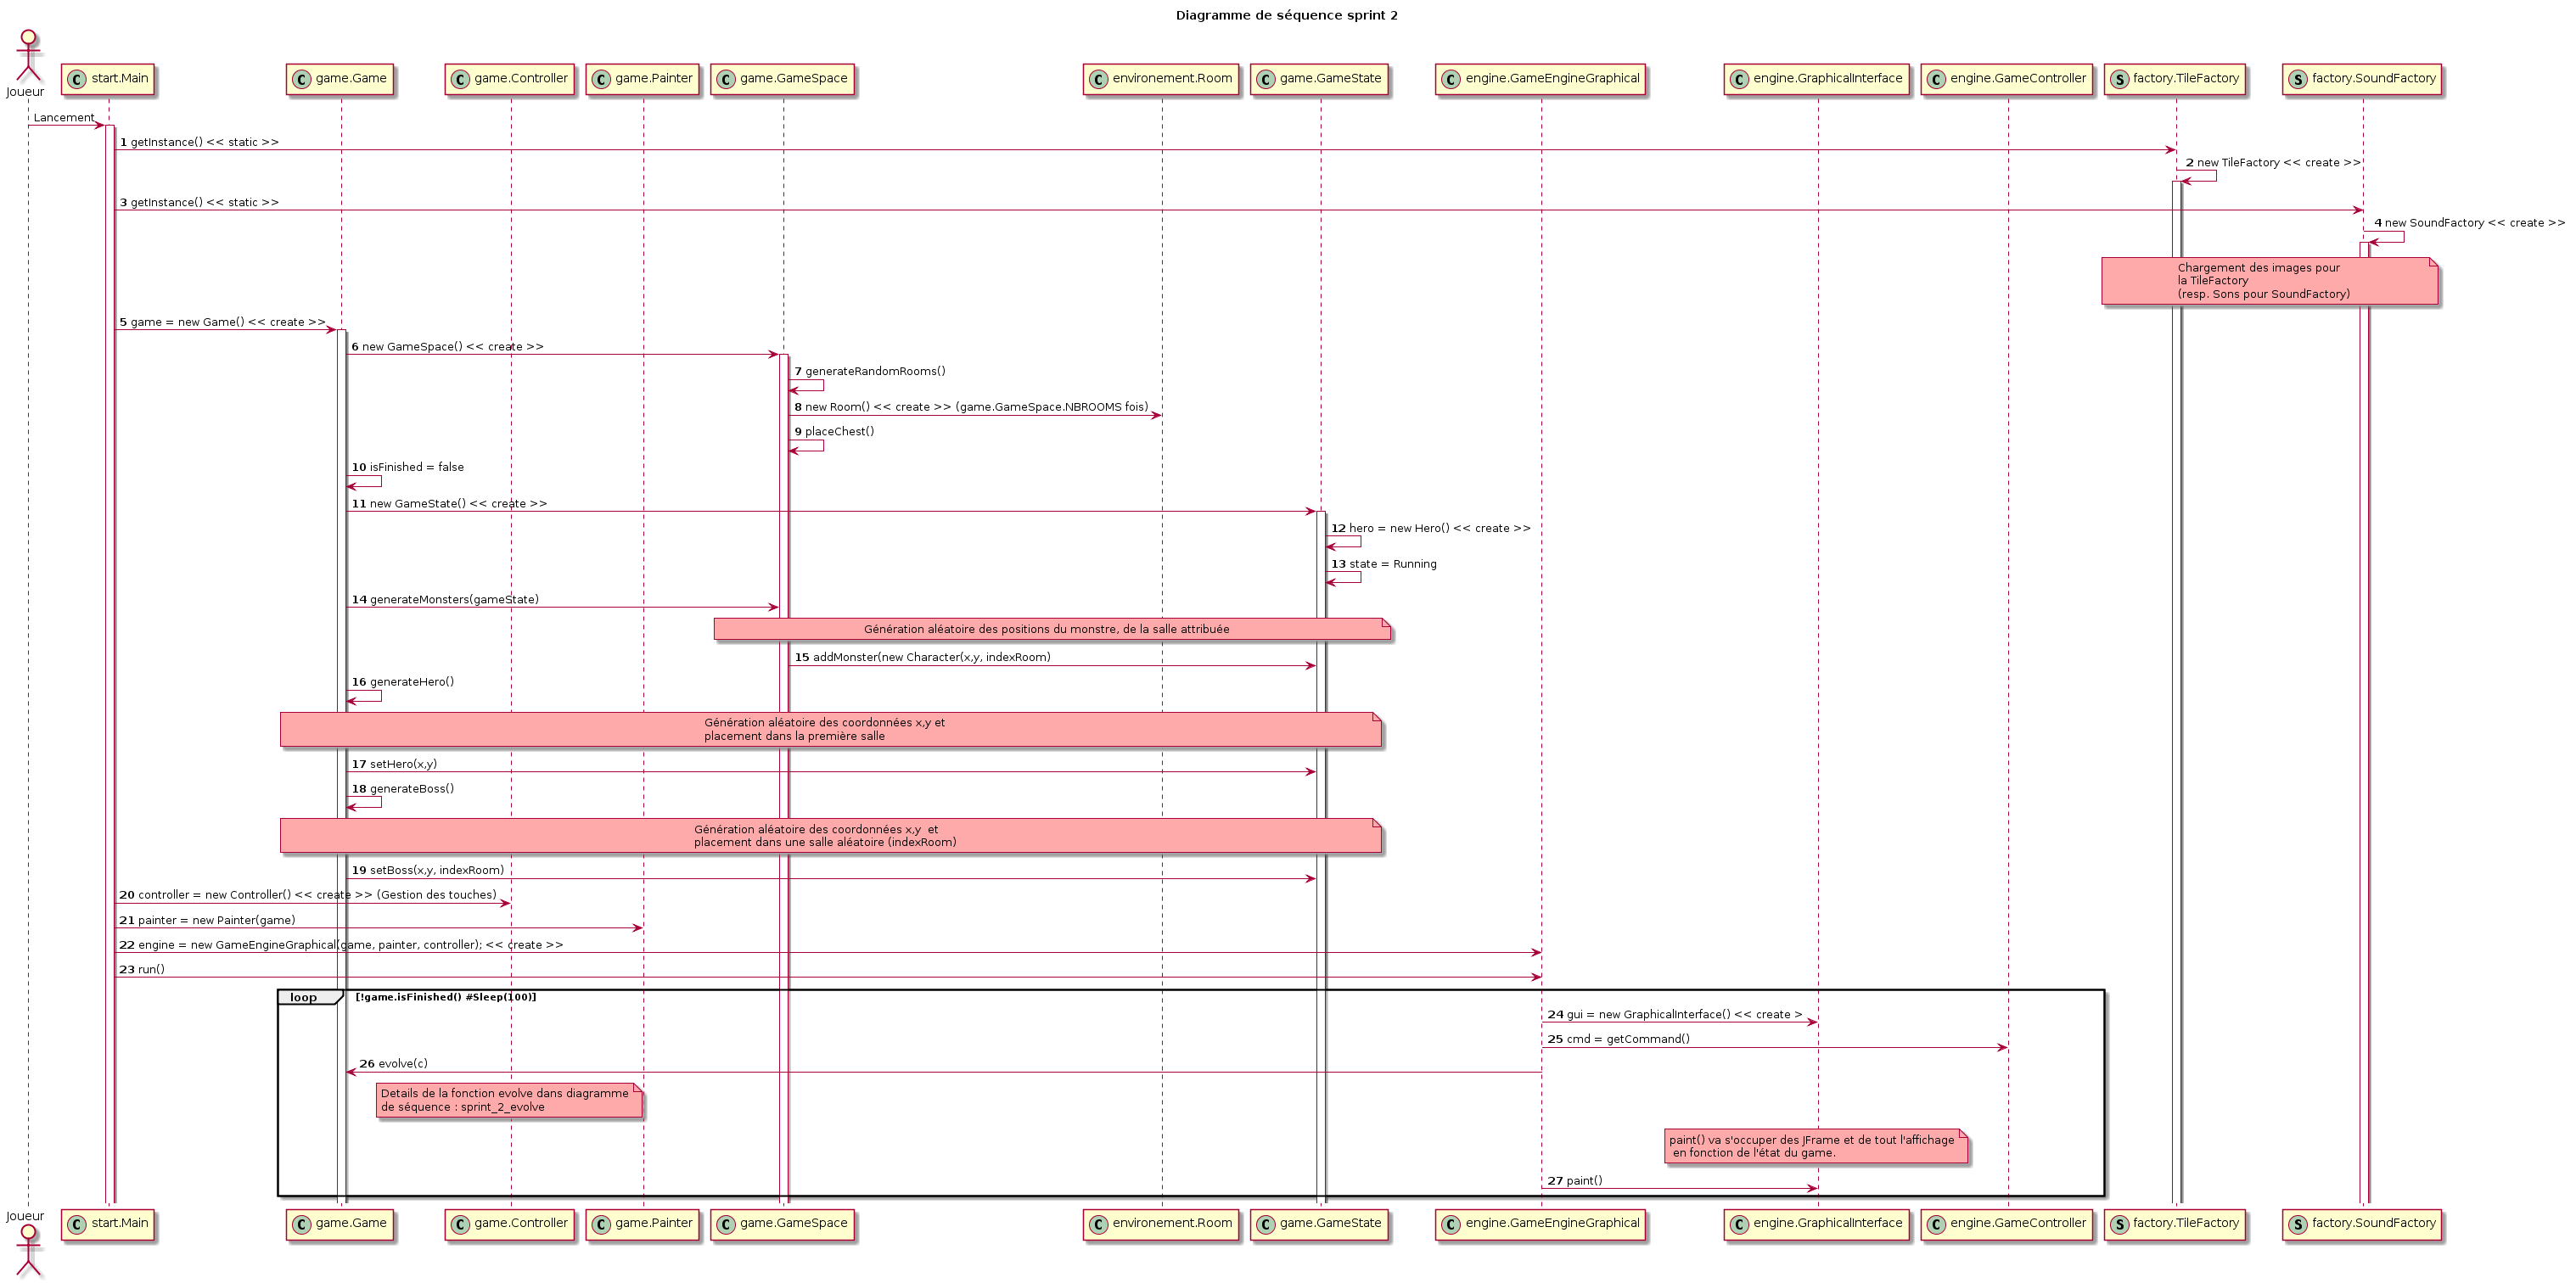 Diagramme de séquence sprint 2
Joueur
start.Main
game.Game
game.Controller
game.Painter
game.GameSpace
environement.Room
game.GameState
engine.GameEngineGraphical
engine.GraphicalInterface
engine.GameController
factory.TileFactory
factory.SoundFactory
C
C
C
C
C
C
C
C
C
C
S
S
Lancement
1 getInstance() << static >>
2 new TileFactory << create >>
3 getInstance() << static >>
4 new SoundFactory << create >>
Chargement des images pour
la TileFactory
(resp. Sons pour SoundFactory)
5 game = new Game() << create >>
6 new GameSpace() << create >>
7 generateRandomRooms()
8 new Room() << create >> (game.GameSpace.NBROOMS fois)
9 placeChest()
10 isFinished = false
11 new GameState() << create >>
12 hero = new Hero() << create >>
13 state = Running
14 generateMonsters(gameState)
Génération aléatoire des positions du monstre, de la salle attribuée
15 addMonster(new Character(x,y, indexRoom)
16 generateHero()
Génération aléatoire des coordonnées x,y et
placement dans la première salle
17 setHero(x,y)
18 generateBoss()
Génération aléatoire des coordonnées x,y  et
placement dans une salle aléatoire (indexRoom)
19 setBoss(x,y, indexRoom)
20 controller = new Controller() << create >> (Gestion des touches)
21 painter = new Painter(game)
22 engine = new GameEngineGraphical(game, painter, controller); << create >>
23 run()
loop [!game.isFinished() #Sleep(100)]
24 gui = new GraphicalInterface() << create >
25 cmd = getCommand()
26 evolve(c)
Details de la fonction evolve dans diagramme
de séquence : sprint_2_evolve
paint() va s'occuper des JFrame et de tout l'affichage
en fonction de l'état du game.
27 paint()
Joueur
start.Main
game.Game
game.Controller
game.Painter
game.GameSpace
environement.Room
game.GameState
engine.GameEngineGraphical
engine.GraphicalInterface
engine.GameController
factory.TileFactory
factory.SoundFactory
C
C
C
C
C
C
C
C
C
C
S
S